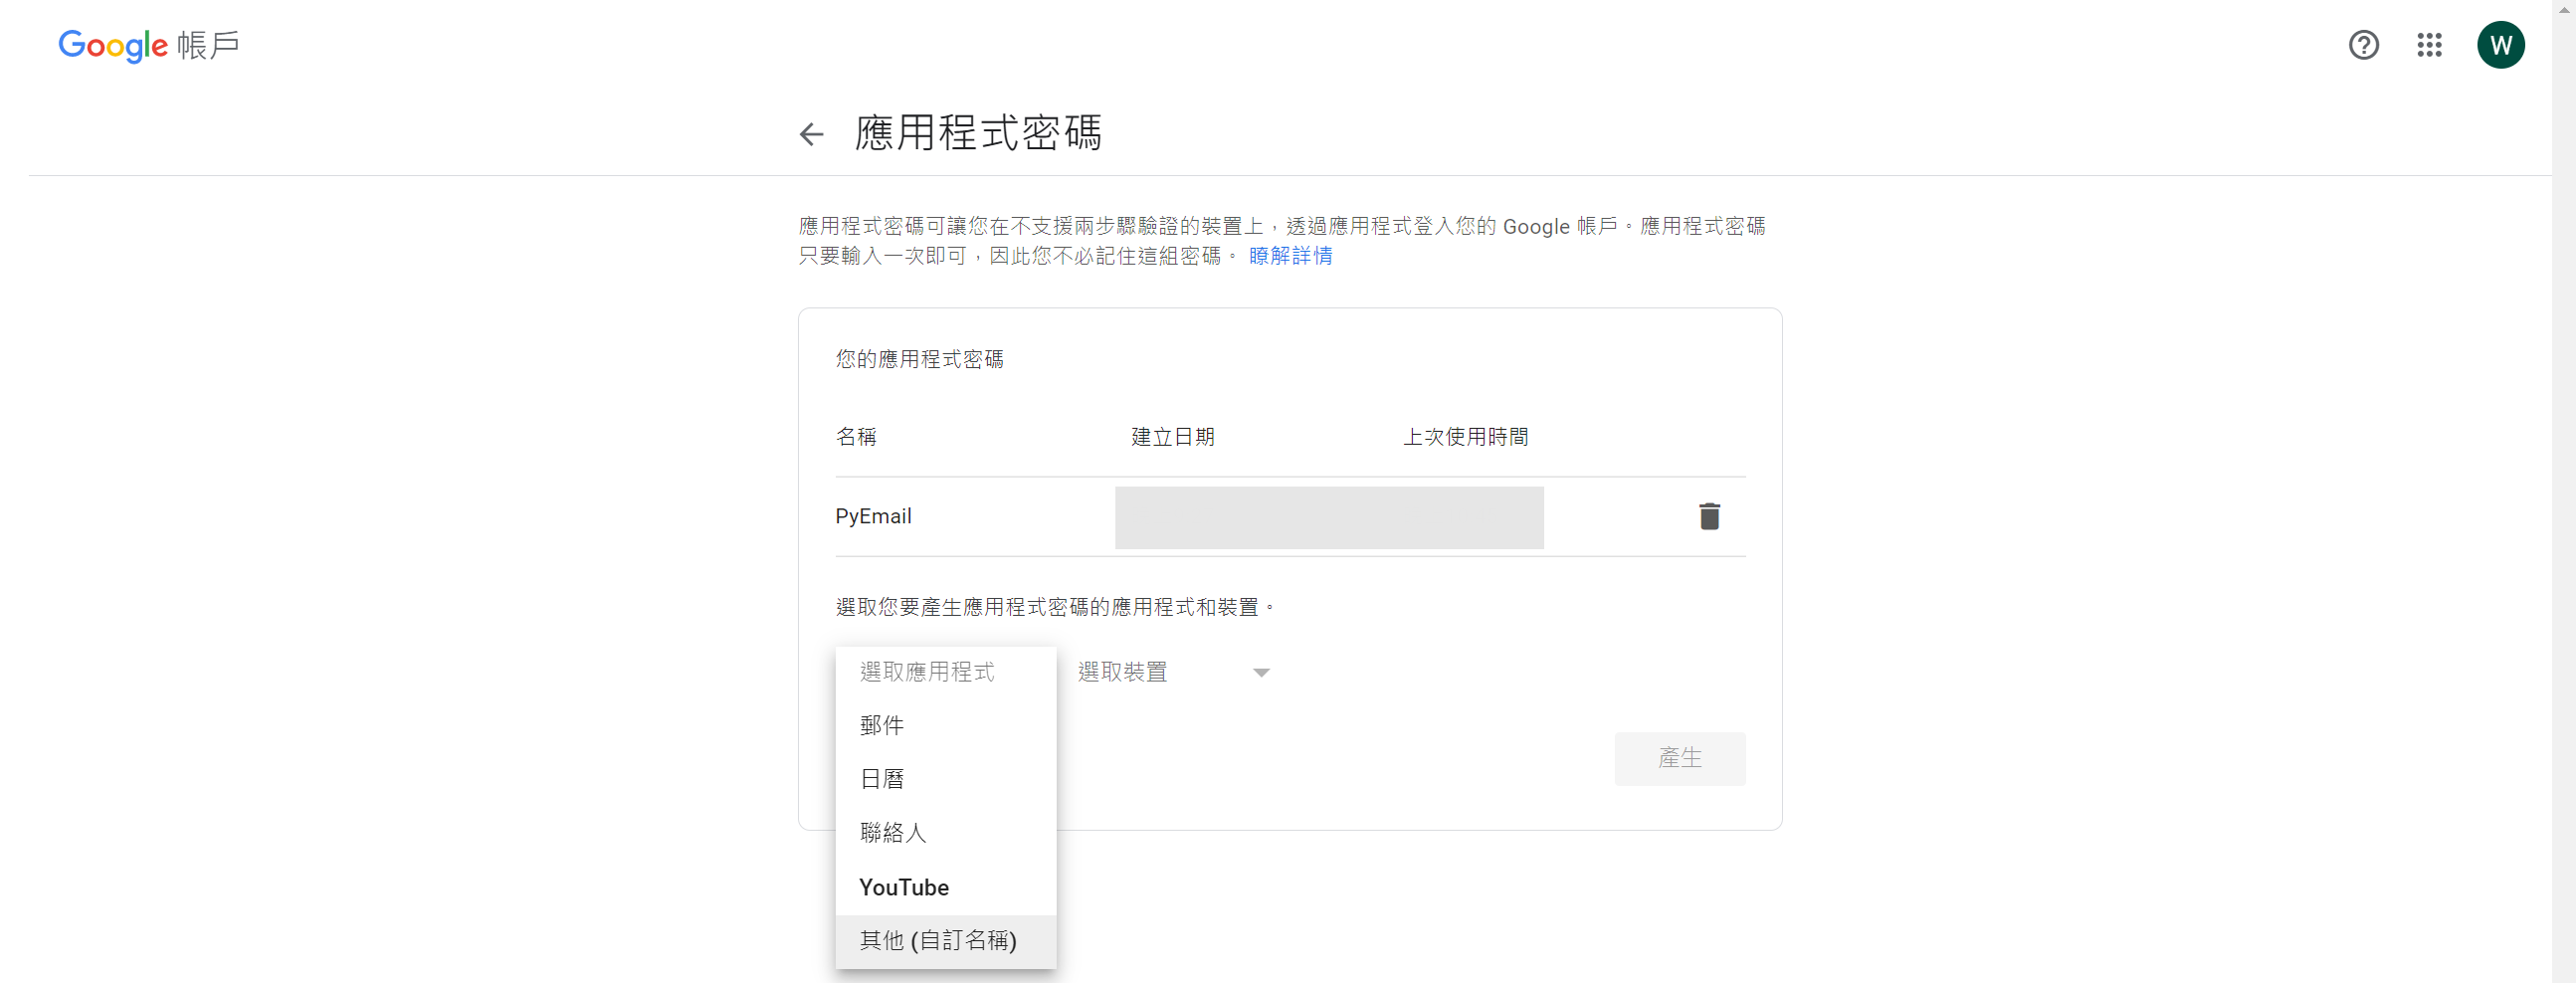 Google 帳戶
W
應用程式密碼
應用程式密碼可讓您在不支援兩步驟驗證的裝置上，透過應用程式登入您的 Google 帳戶。應用程式密碼
只要輸入一次即可，因此您不必記住這組密碼。 瞭解詳情
您的應用程式密碼
名稱 建立日期 上次使用時間
PyEmail
選取您要產生應用程式密碼的應用程式和裝置。
選取應用程式 選取裝置
郵件
產生
日曆
聯絡人
YouTube
其他 (自訂名稱)